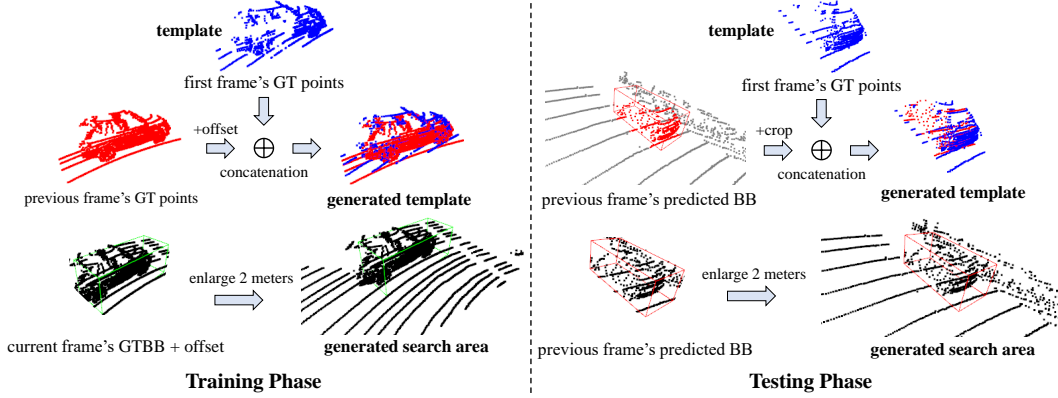 template
first frame's GT points
+offset
concatenation
previous frame's GT points
generated template
enlarge 2 meters
current frame's GTBB + offset
generated search area
Training Phase
template
first frame's GT points
+crop
concatenation
previous frame's predicted BB
generated template
enlarge 2 meters
previous frame's predicted BB
generated search area
Testing Phase